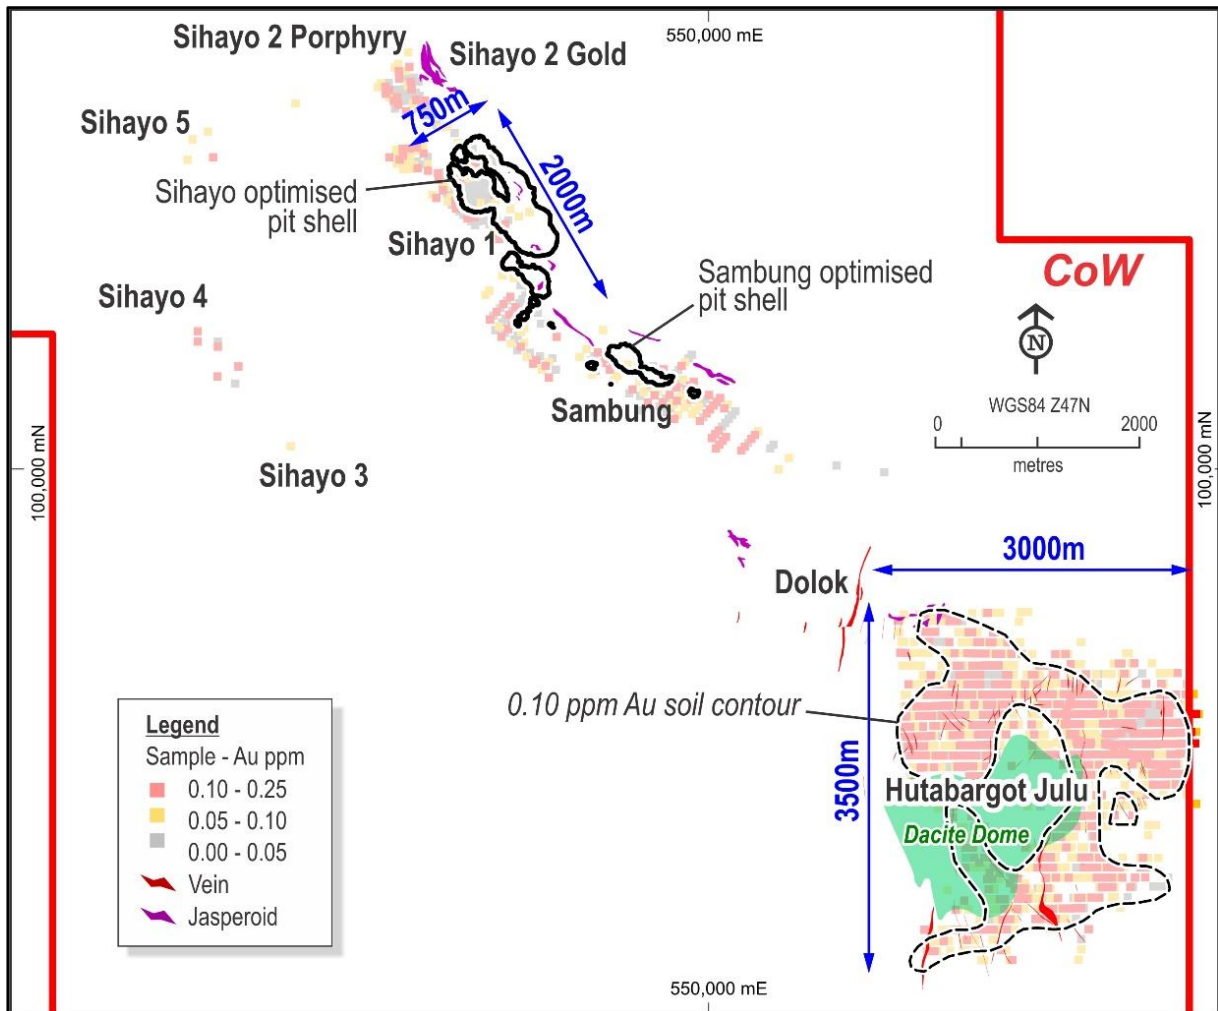 Sihayo 2 Porphyry
550,000 mE
Sihayo 2 Gold
750m
Sihayo 5
Sihayo optimised
pit shell
2000m
Sihayo 1
Sambung optimised
pit shell
CoW
Sihayo 4
N
WGS84 Z47N
0 2000
metres
Sambung
100,000 mN
100,000 mN
Sihayo 3
3000m
Dolok
0.10 ppm Au soil contour
3500m
Hutabargot Julu
Dacite Dome
Legend
Sample - Au ppm
0.10 - 0.25
0.05 - 0.10
0.00 - 0.05
Vein
Jasperoid
550,000 mE